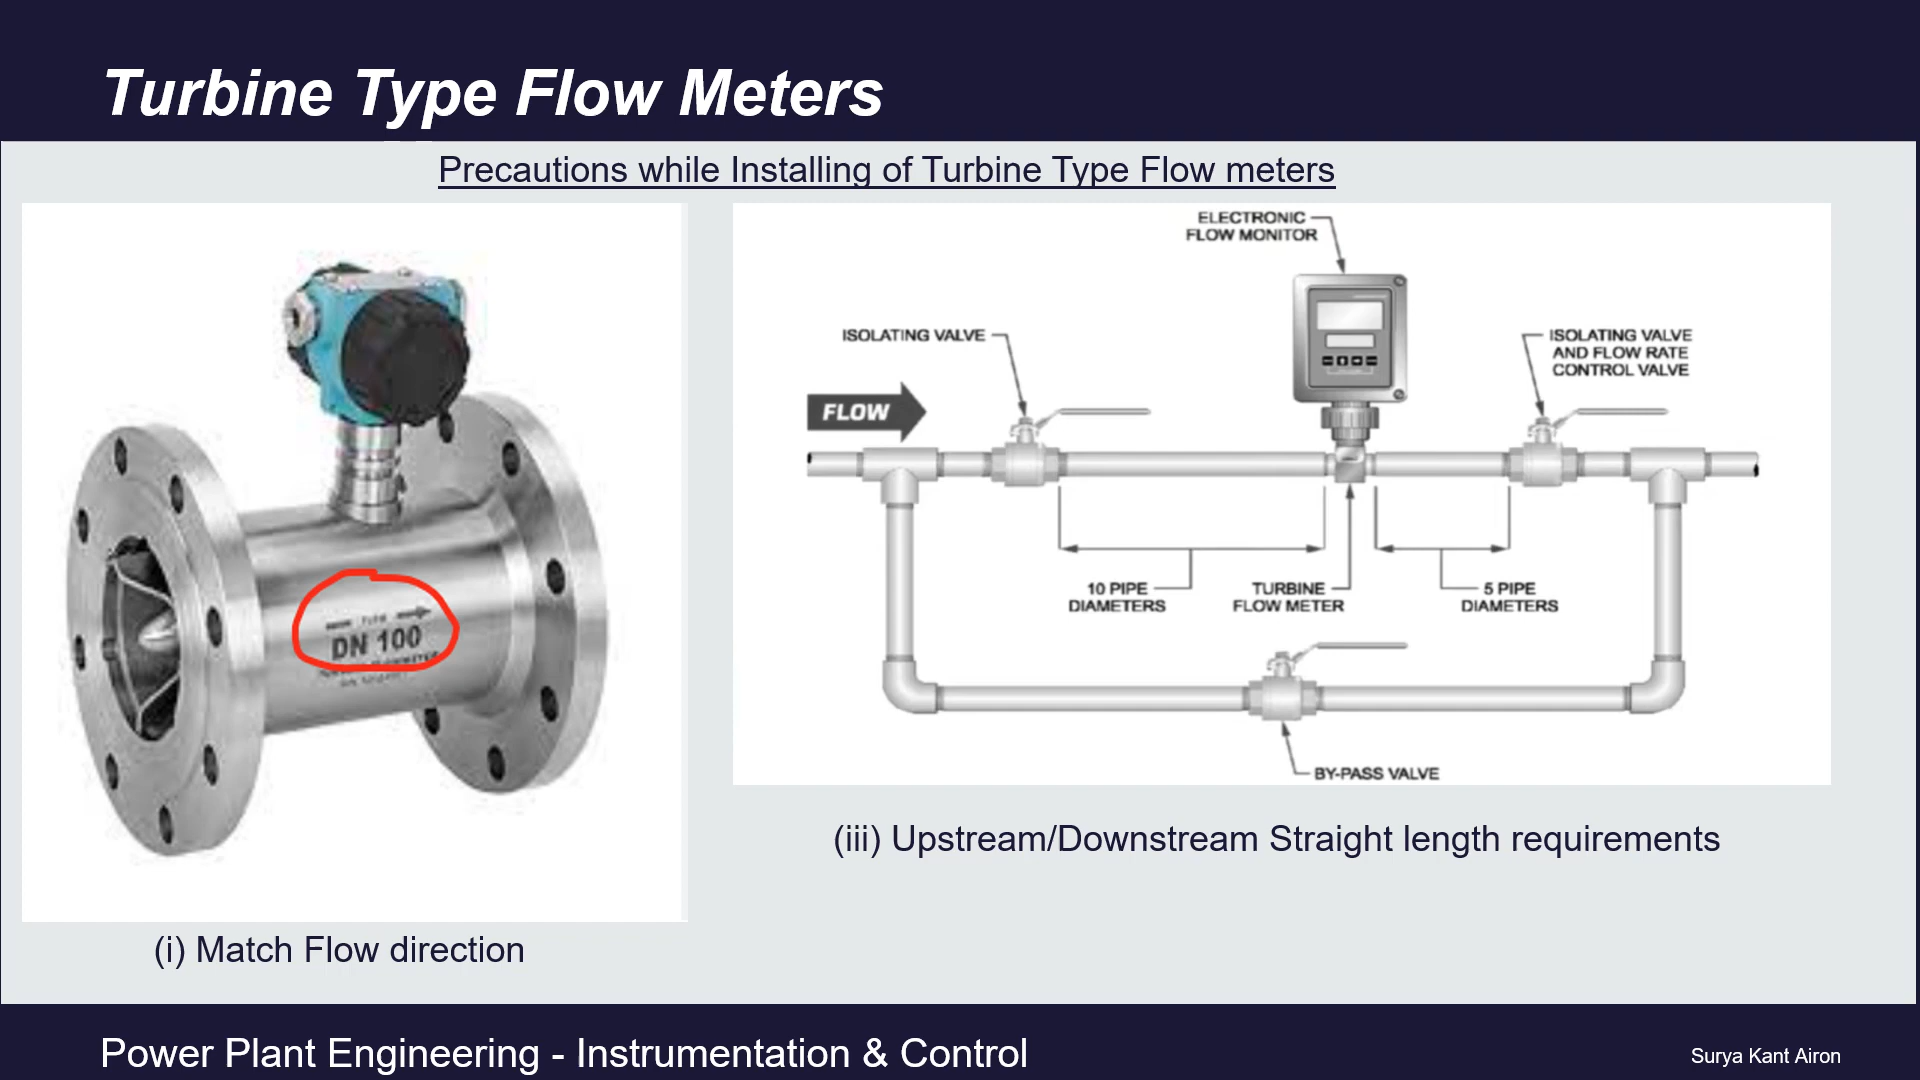 Turbine Type Flow Meters
Precautions while Installing of Turbine Type Flow meters
DN 100
(i) Match Flow direction
ELECTRONIC
FLOW MONITOR
ISOLATING VALVE
ISOLATING VALVE
AND FLOW RATE
CONTROL VALVE
FLOW
10 PIPE
DIAMETERS
TURBINE
FLOW METER
5 PIPE
DIAMETERS
BY-PASS VALVE
(iii) Upstream/Downstream Straight length requirements
Power Plant Engineering - Instrumentation & Control
Surya Kant Airon